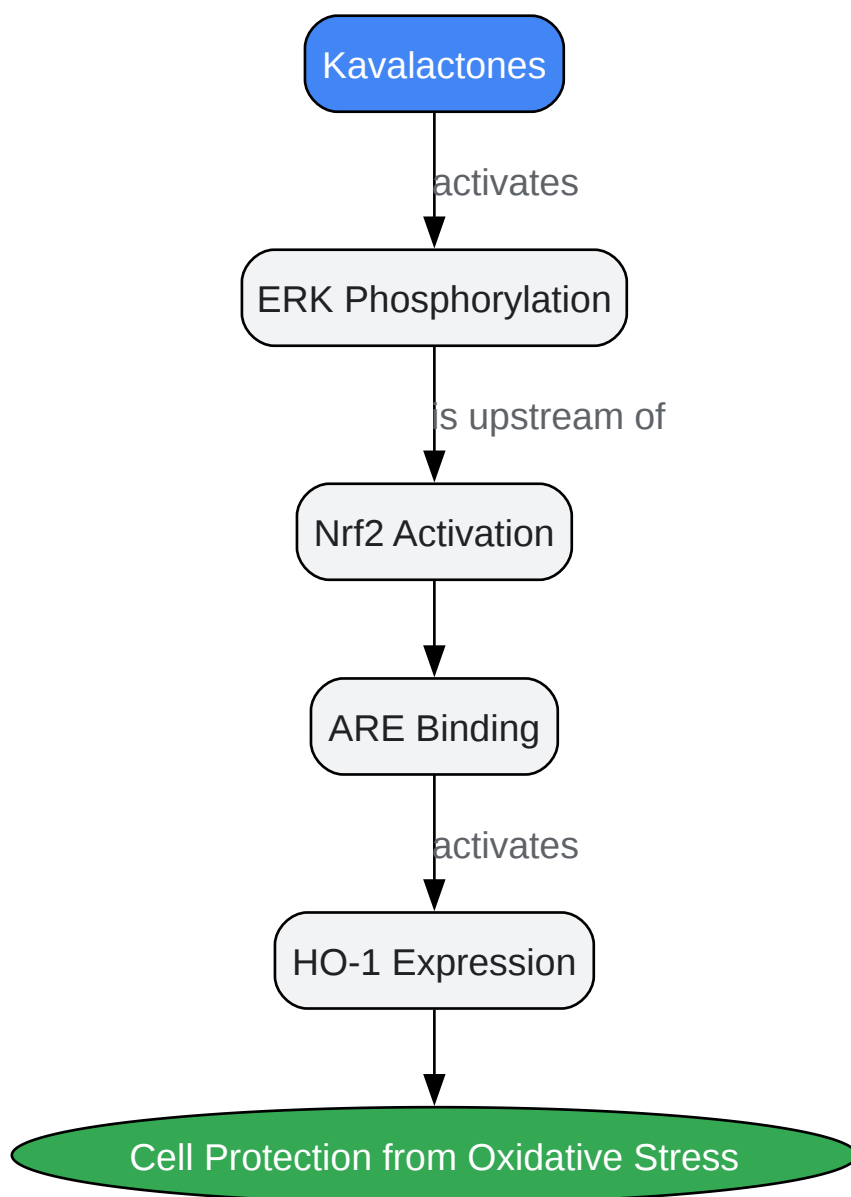 Kavalactones
activates
ERK Phosphorylation
is upstream of
Nrf2 Activation
ARE Binding
activates
HO-1 Expression
Cell Protection from Oxidative Stress